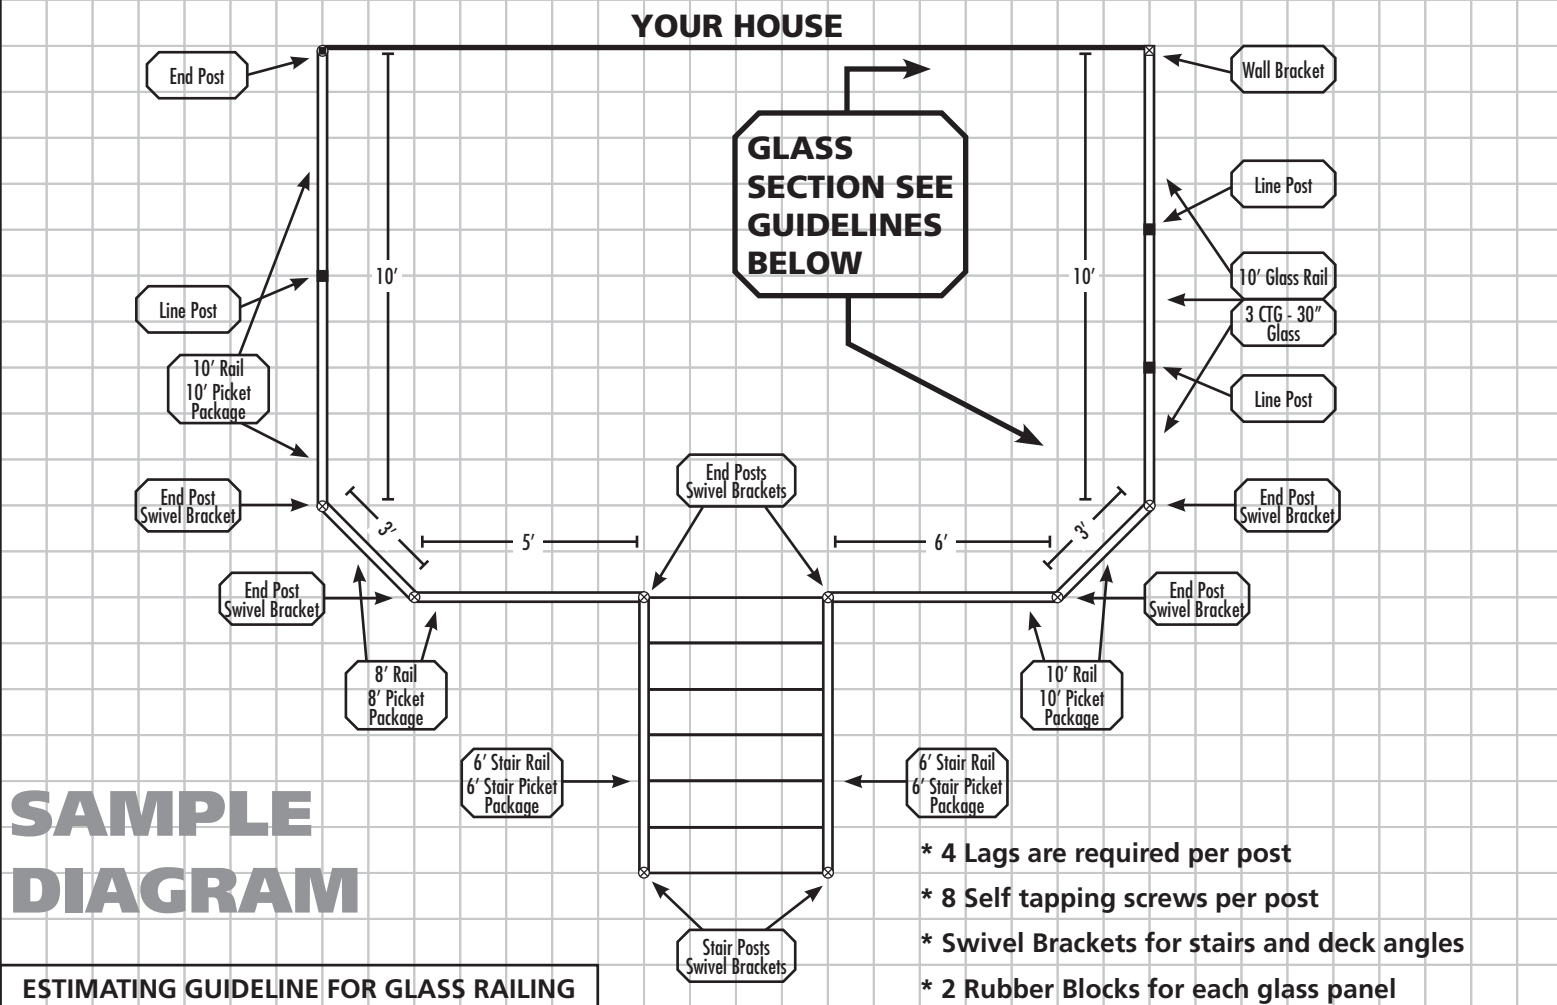 YOUR HOUSE
End Post
Wall Bracket
GLASS
SECTION SEE
GUIDELINES
BELOW
Line Post
10’
10’
10’ Glass Rail
Line Post
3 CTG - 30”
Glass
10’ Rail
10’ Picket
Package
Line Post
End Posts
Swivel Brackets
End Post
Swivel Bracket
End Post
Swivel Bracket
3’
5’
6’
3’
End Post
Swivel Bracket
End Post
Swivel Bracket
8’ Rail
8’ Picket
Package
10’ Rail
10’ Picket
Package
6’ Stair Rail
6’ Stair Picket
Package
6’ Stair Rail
6’ Stair Picket
Package
SAMPLE
DIAGRAM
* 4 Lags are required per post
* 8 Self tapping screws per post
Stair Posts
Swivel Brackets
* Swivel Brackets for stairs and deck angles
* 2 Rubber Blocks for each glass panel
ESTIMATING GUIDELINE FOR GLASS RAILING